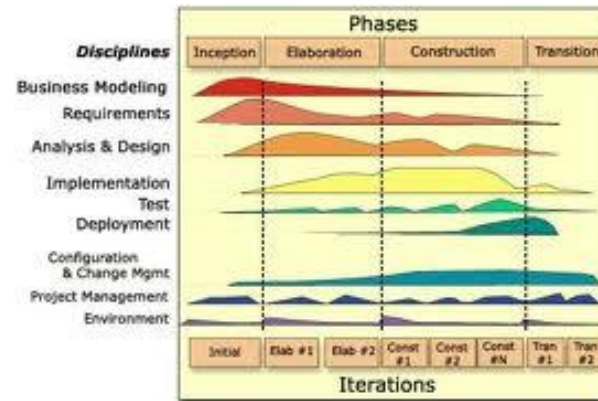 Phases
Disciplines
Inception Elaboration Construction Transition
Business Modeling
Requirements
Analysis & Design
Implementation
Test
Deployment
Configuration
& Change Mgmt
Project Management
Environment
Initial Elab #1 Elab #2 Const #1 Const #2 Const #N Tran #1 Tran #2
Iterations